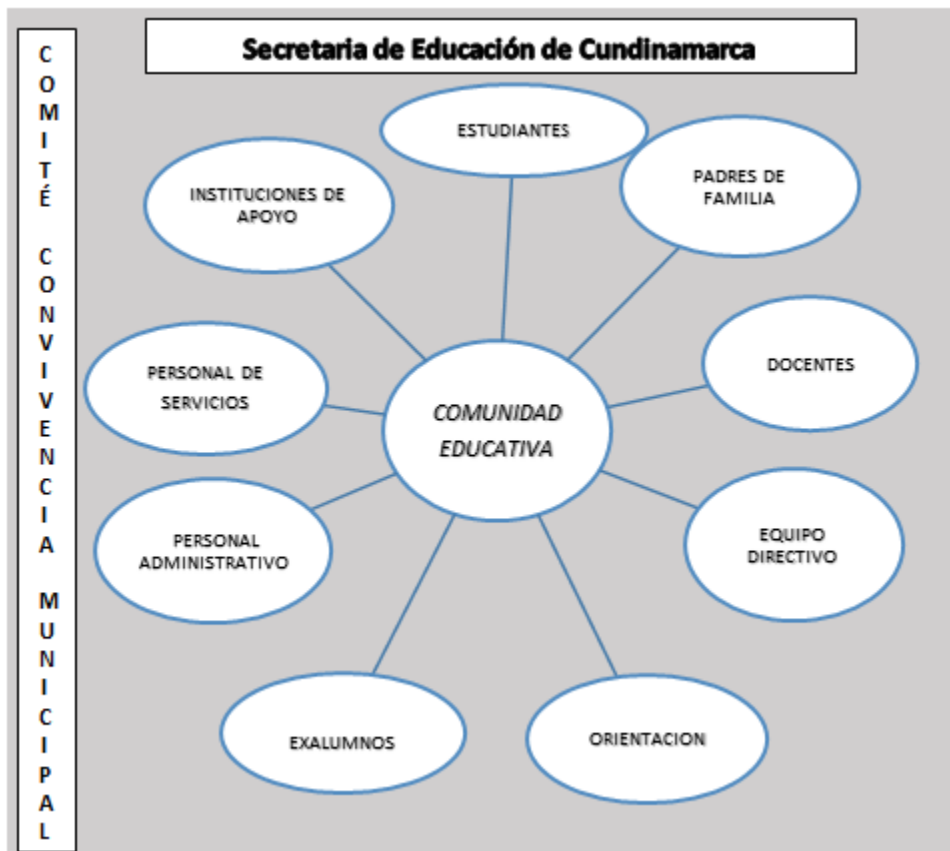 COMITÉ CONVIVENCIA MUNICIPAL
Secretaria de Educación de Cundinamarca
ESTUDIANTES
PADRES DE
FAMILIA
INSTITUCIONES DE
APOYO
DOCENTES
PERSONAL DE
SERVICIOS
COMUNIDAD
EDUCATIVA
EQUIPO
DIRECTIVO
PERSONAL
ADMINISTRATIVO
EXALUMNOS
ORIENTACION